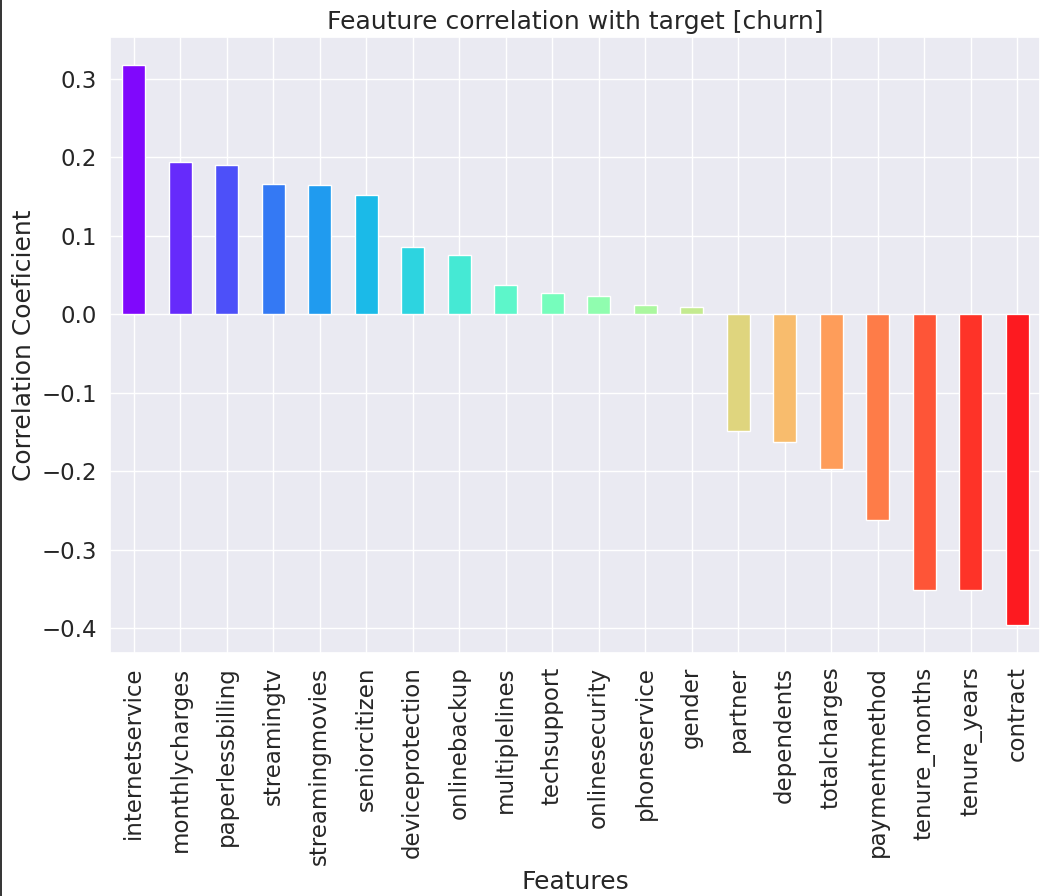 Feauture correlation with target [churn]
Correlation Coeficient
0.3
0.2
0.1
0.0
−0.1
−0.2
−0.3
−0.4
internetservice
monthlycharges
paperlessbilling
streamingtv
streamingmovies
seniorcitizen
deviceprotection
onlinebackup
multiplelines
techsupport
onlinesecurity
phoneservice
gender
partner
dependents
totalcharges
paymentmethod
tenure_months
tenure_years
contract
Features